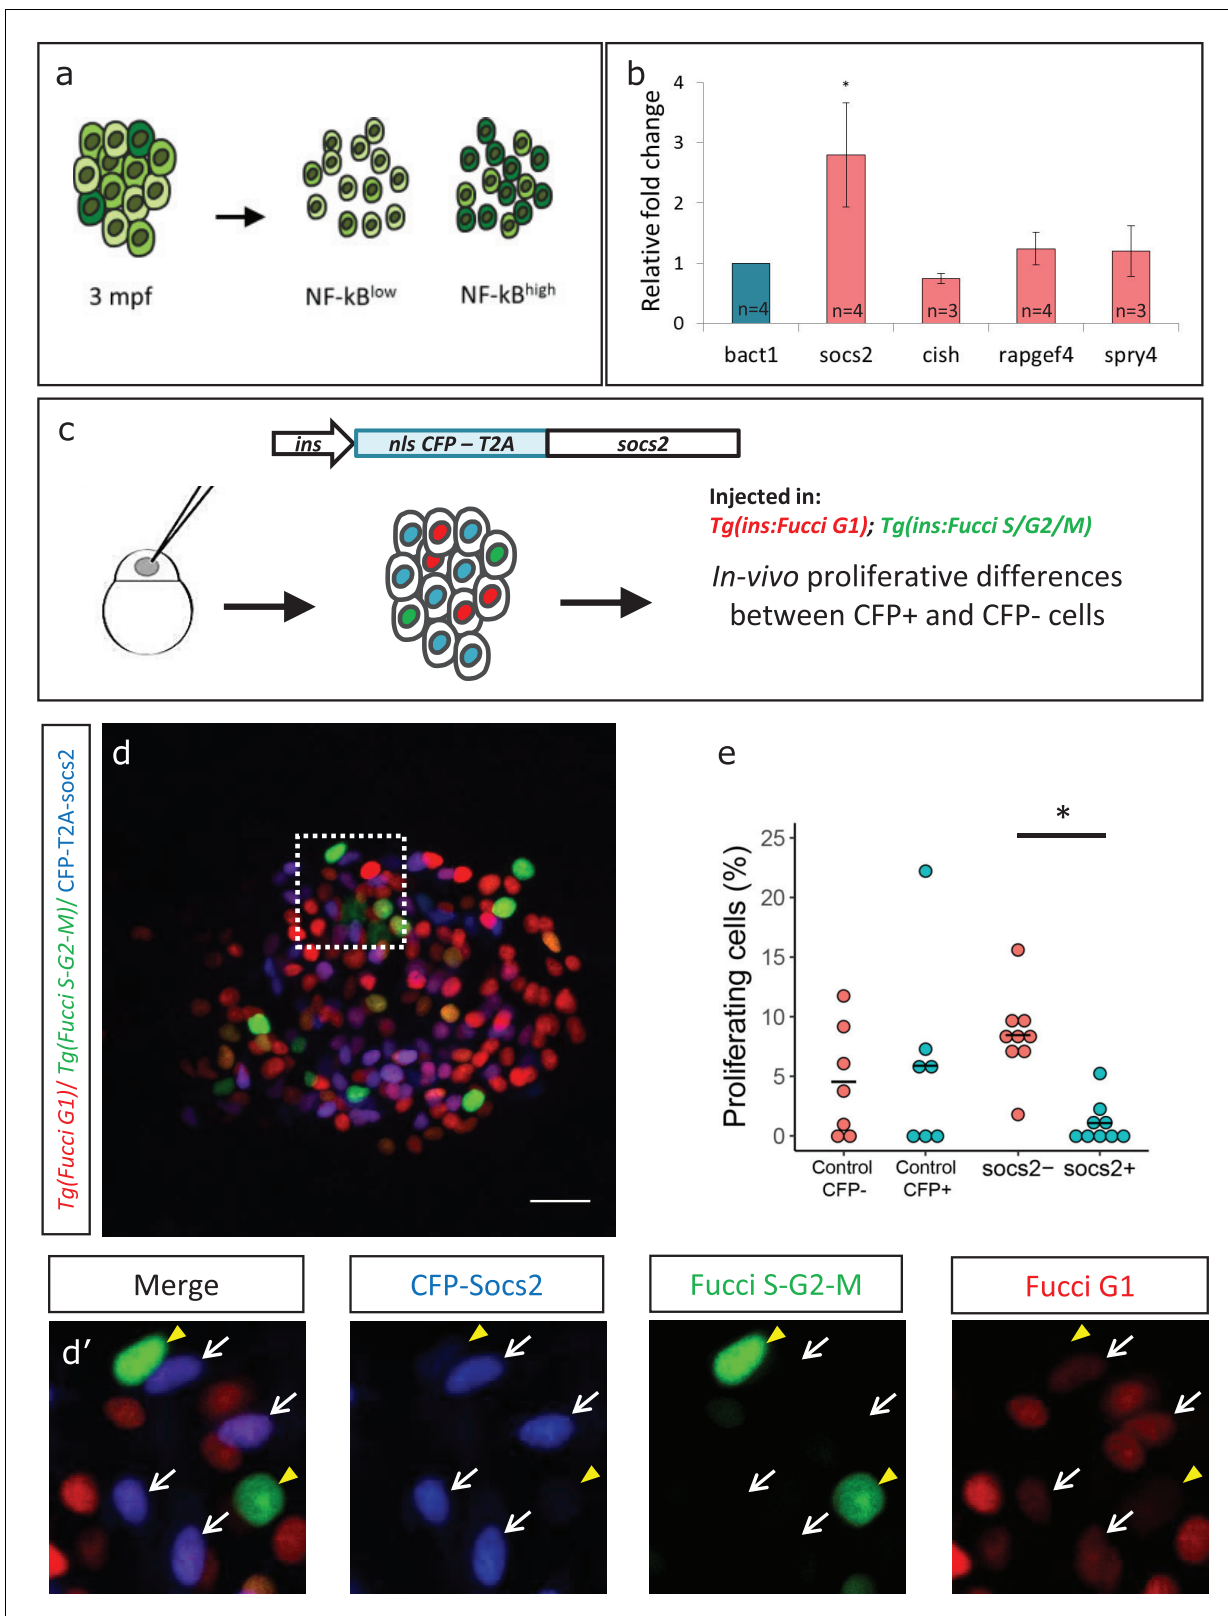 a
3 mpf
NF-kBlow
NF-kBhigh
b
Relative fold change
4
3
2
1
0
*
n=4
n=4
n=3
n=4
n=3
bact1
socs2
cish
rapgef4
spry4
c
ins
nls CFP – T2A
socs2
Injected in:
Tg(ins:Fucci G1); Tg(ins:Fucci S/G2/M)
In-vivo proliferative differences
between CFP+ and CFP- cells
Tg(Fucci G1)/ Tg(Fucci S-G2-M)/ CFP-T2A-socs2
d
e
*
Proliferating cells (%)
25
20
15
10
5
0
Control
CFP-
Control
CFP+
socs2−
socs2+
Merge
CFP-Socs2
Fucci S-G2-M
Fucci G1
d′